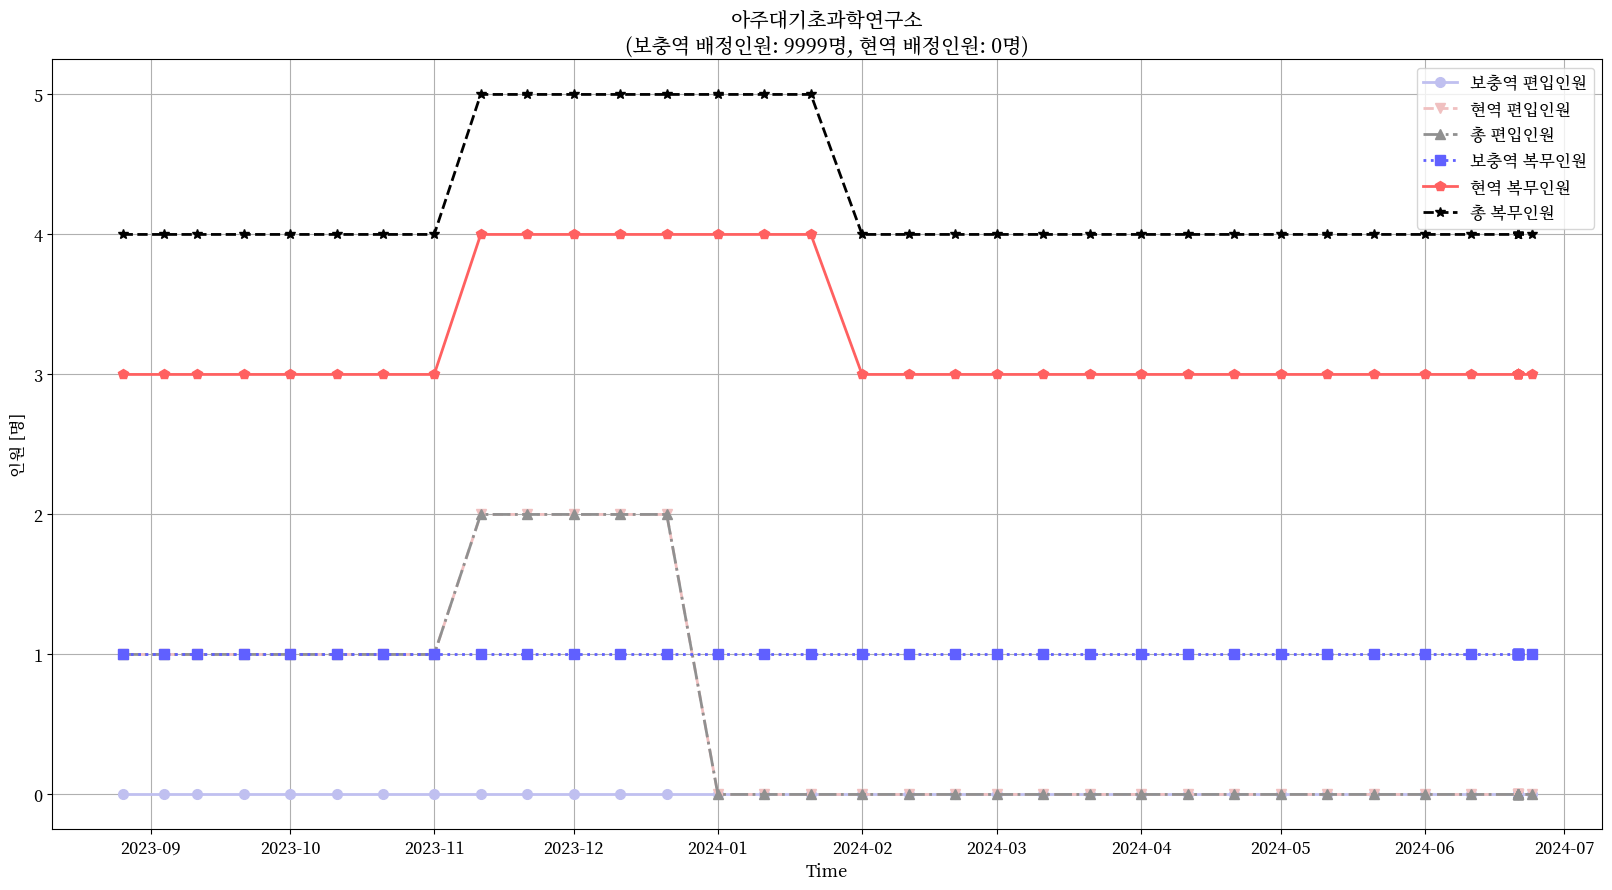 아주대기초과학연구소
(보충역 배정인원: 9999명, 현역 배정인원: 0명)
보충역 편입인원
현역 편입인원
총 편입인원
보충역 복무인원
현역 복무인원
총 복무인원
인원 [명]
5
4
3
2
1
0
2023-09
2023-10
2023-11
2023-12
2024-01
2024-02
2024-03
2024-04
2024-05
2024-06
2024-07
Time